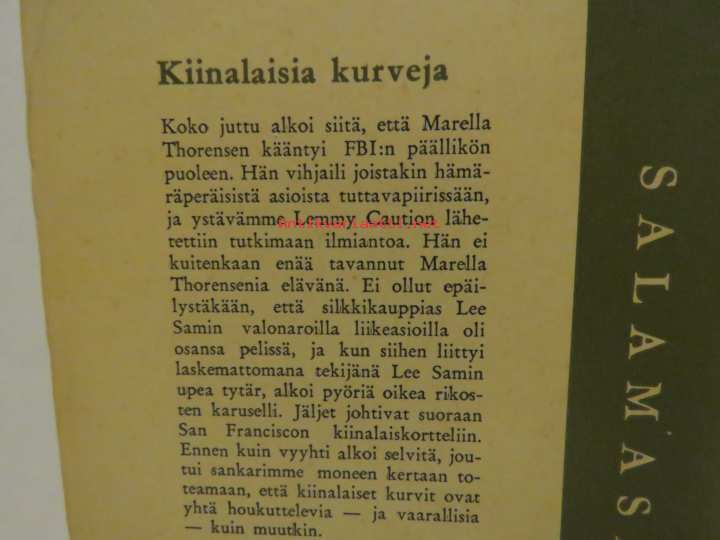 Kiinalaisia kurveja
Koko juttu alkoi siitä, että Marella
Thorensen kääntyi FBI:n päällikön
puoleen. Hän vihjaili joistakin hämä-
räperäisistä asioista tuttavapiirissään,
ja ystävämme Lemmy Caution lähe-
tettiin tutkimaan ilmiantoa. Hän ei
kuitenkaan enää tavannut Marella
Thorensenia elävänä. Ei ollut epäi-
lystäkään, että silkkikauppias Lee
Samin valonaroilla liikeasioilla oli
osansa pelissä, ja kun siihen liittyi
laskemattomana tekijänä Lee Samin
upea tytär, alkoi pyöriä oikea rikos-
ten karuselli. Jäljet johtivat suoraan
San Franciscon kiinalaiskortteliin.
Ennen kuin vyyhti alkoi selvitä, jou-
tui sankarimme moneen kertaan to-
teamaan, että kiinalaiset kurvit ovat
yhtä houkuttelevia — ja vaarallisia
— kuin muutkin.
SALAMAS